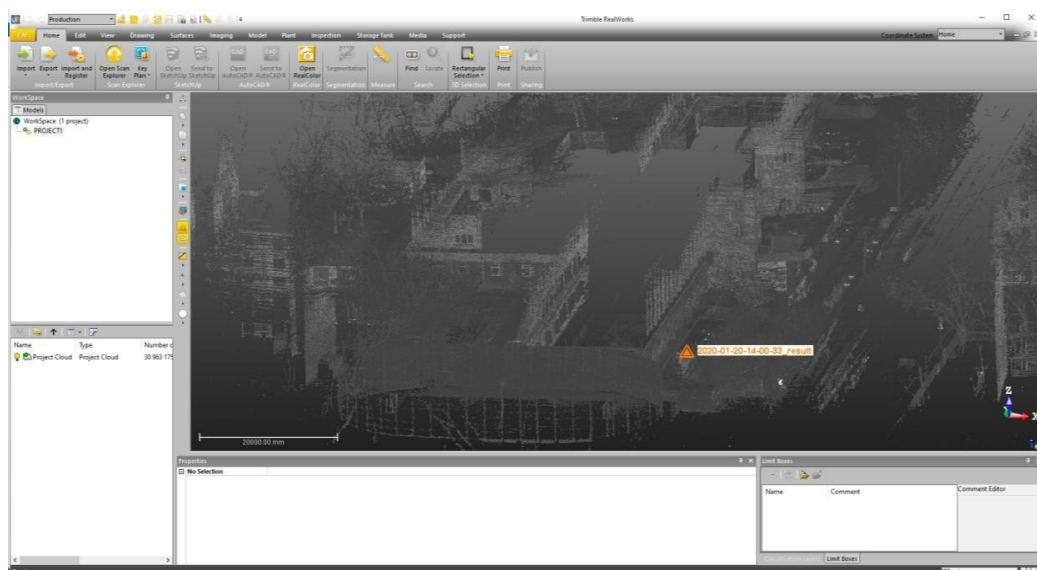 Production
Trimble RealWorks
Home Edit View Drawing Surfaces Imaging Model Plant Inspection Storage Tank Media Support
Coordinate System Home
Import Export Import and Register Open Scan Explorer Key Plan Open SketchUp Send to SketchUp Open AutoCAD® Send to AutoCAD® Open RealColor Segmentation Find Locate Rectangular Selection Print Publish
Import/Export Scan Explorer SketchUp AutoCAD® RealColor Segmentation Measure Search 3D Selection Print Sharing
WorkSpace
Models
WorkSpace (1 project)
PROJECT1
2020-01-20-14-00-33_result
Name Type Number
Project Cloud Project Cloud 30 963 175
Z
X
20000.00 mm
Properties
No Selection
Limit Boxes
Name Comment Comment Editor
Limit Boxes